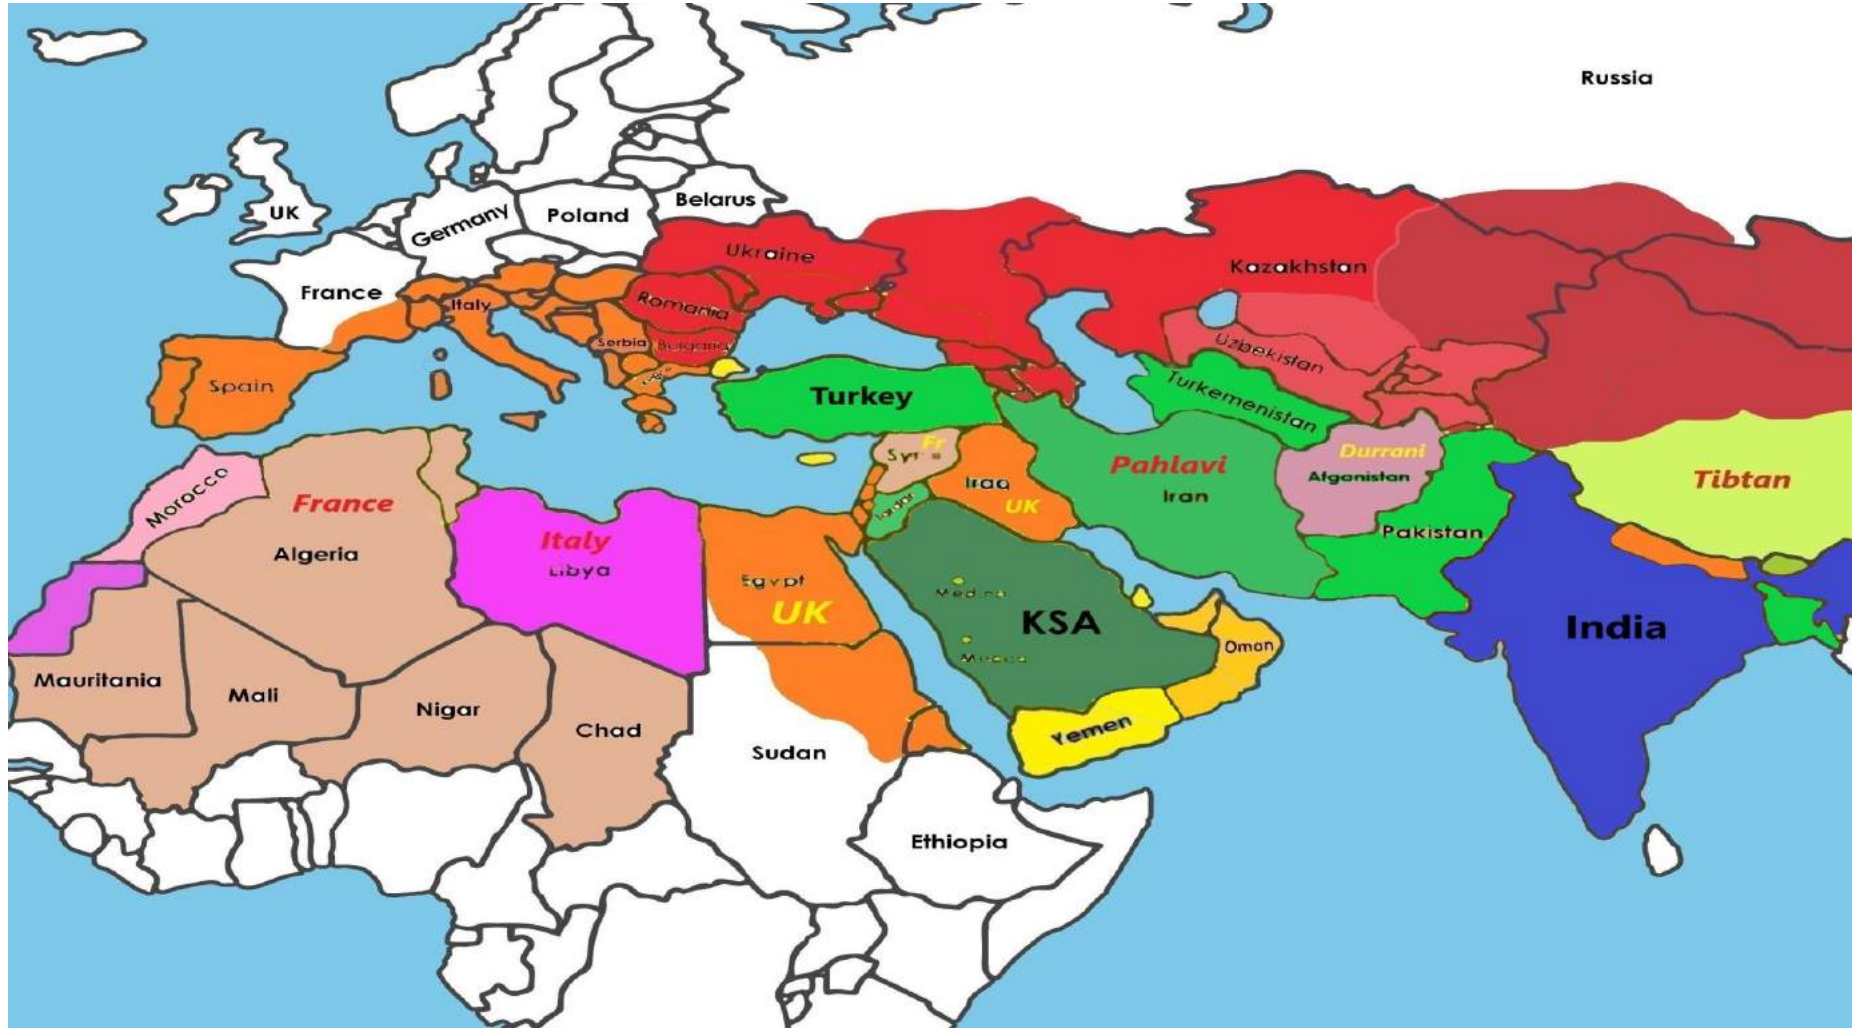 Russia
Belarus
UK
Germany
Poland
Ukraine
Kazakhstan
France
Italy
Romania
Serbia
Bulgaria
Uzbekistan
Spain
Turkey
Turkemenistan
Fr
Durrani
Pahlavi
Afganistan
Tibtan
Morocco
Iraq
Iran
France
UK
Pakistan
Italy
Algeria
Libya
Egypt
UK
Medina
KSA
India
Oman
Mauritania
Mali
Nigar
Chad
Yemen
Sudan
Ethiopia